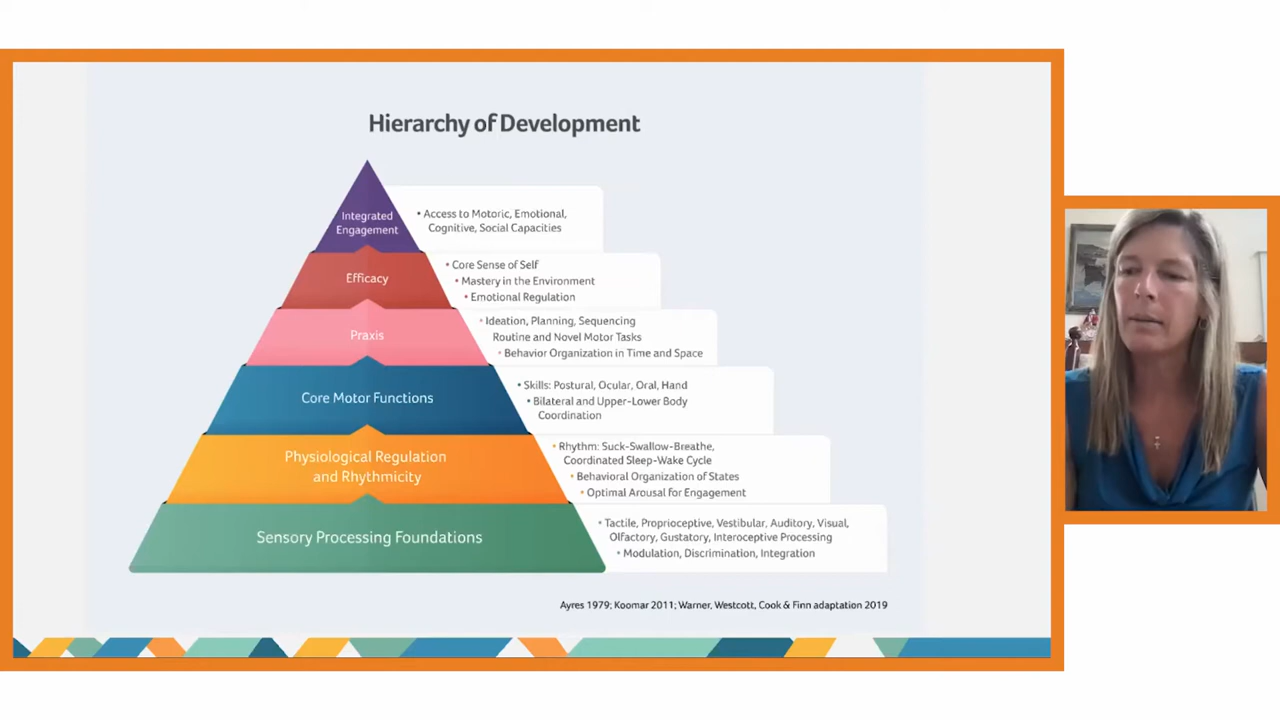 Hierarchy of Development
Integrated
Engagement
• Access to Motoric, Emotional,
Cognitive, Social Capacities
Efficacy
• Core Sense of Self
• Mastery in the Environment
• Emotional Regulation
Praxis
• Ideation, Planning, Sequencing
Routine and Novel Motor Tasks
• Behavior Organization in Time and Space
Core Motor Functions
• Skills: Postural, Ocular, Oral, Hand
• Bilateral and Upper-Lower Body
Coordination
Physiological Regulation
and Rhythmicity
• Rhythm: Suck-Swallow-Breathe,
Coordinated Sleep-Wake Cycle
• Behavioral Organization of States
• Optimal Arousal for Engagement
Sensory Processing Foundations
• Tactile, Proprioceptive, Vestibular, Auditory, Visual,
Olfactory, Gustatory, Interoceptive Processing
• Modulation, Discrimination, Integration
Ayres 1979; Koomar 2011; Warner, Westcott, Cook & Finn adaptation 2019